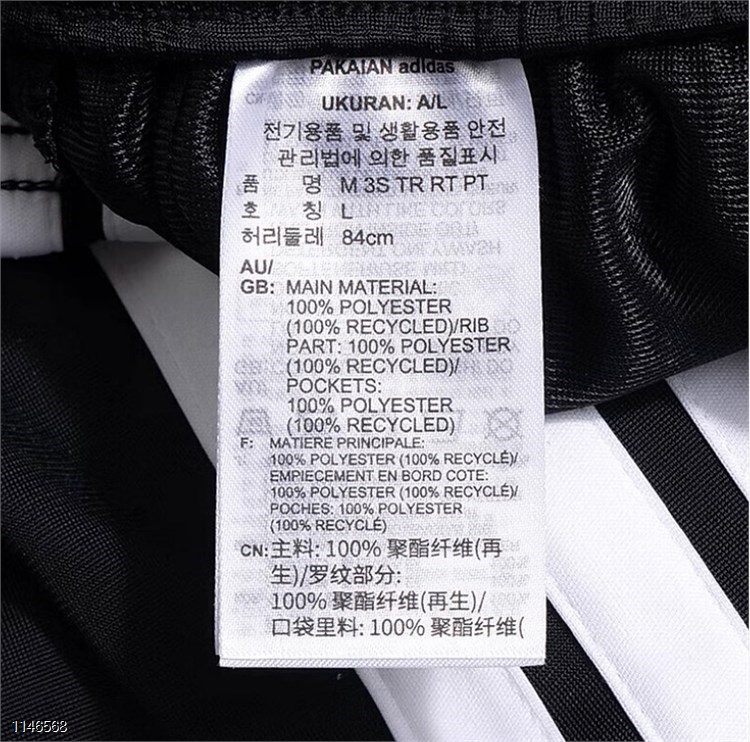 PAKAIAN adidas
UKURAN: A/L
전기용품 및 생활용품 안전
관리법에 의한 품질표시
품 명 M 3S TR RT PT
호 칭 L
허리둘레 84cm
AU/
GB: MAIN MATERIAL:
100% POLYESTER
(100% RECYCLED)/RIB
PART: 100% POLYESTER
(100% RECYCLED)/
POCKETS:
100% POLYESTER
(100% RECYCLED)
F: MATIERE PRINCIPALE:
100% POLYESTER (100% RECYCLÉ)/
EMPIECEMENT EN BORD COTE:
100% POLYESTER (100% RECYCLÉ)/
POCHES: 100% POLYESTER
(100% RECYCLÉ)
CN: 主料: 100% 聚酯纤维(再
生)/罗纹部分:
100% 聚酯纤维(再生)/
口袋里料: 100% 聚酯纤维(
1146568